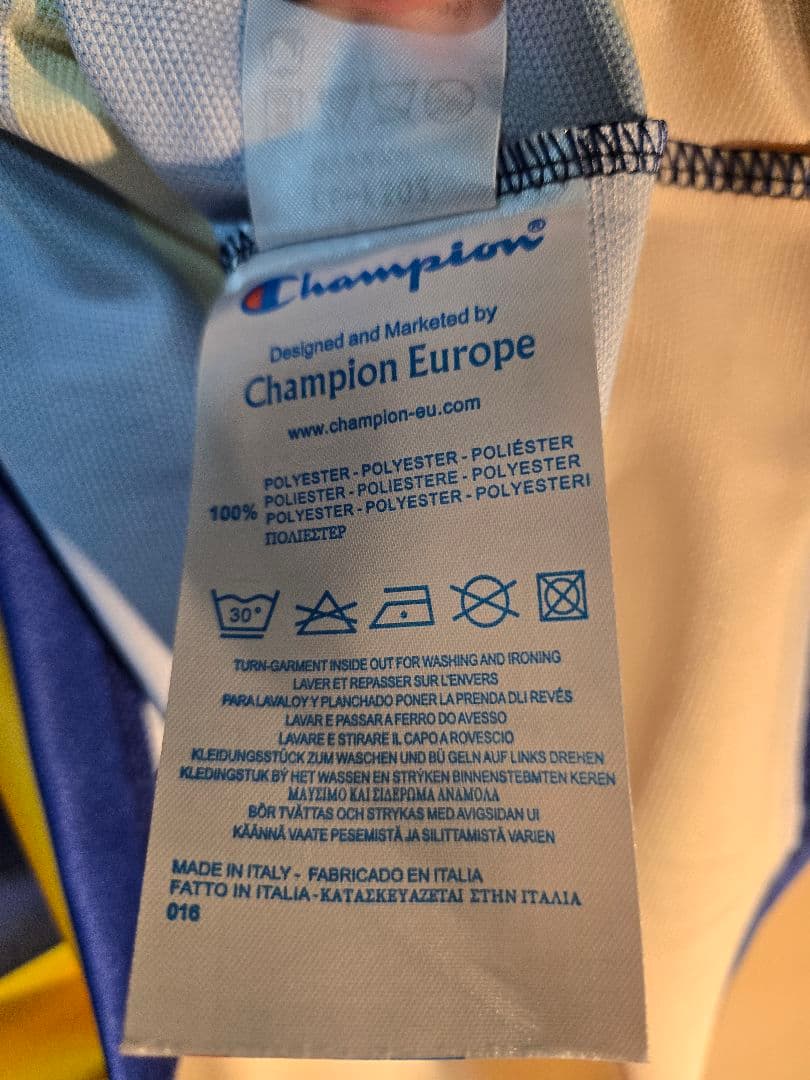 Champion®
Designed and Marketed by
Champion Europe
www.champion-eu.com
POLYESTER - POLYESTER - POLIÉSTER
POLIESTER - POLIESTERE - POLYESTER
100% POLYESTER - POLYESTER - POLYESTERI
ΠΟΛΙΕΣΤΕΡ
30°
TURN-GARMENT INSIDE OUT FOR WASHING AND IRONING
LAVER ET REPASSER SUR L'ENVERS
PARA LAVALO Y Y PLANCHADO PONER LA PRENDA DLI REVÉS
LAVAR E PASSAR A FERRO DO AVESSO
LAVARE E STIRARE IL CAPO A ROVESCIO
KLEIDUNGSSTÛCK ZUM WASCHEN UND BÜ GELN AUF LINKS DREHEN
KLEDINGSTUK BÝ HET WASSEN EN STRÝKEN BINNENSTEBMTEN KEREN
ΜΑΥΣΙΜΟ ΚΑΙ ΣΙΔΕΡΩΜΑ ΑΝΑΜΟΛΑ
BÖR TVÄTTAS OCH STRYKAS MED AVIGSIDAN UI
KÄÄNNÄ VAATE PESEMISTÄ JA SILITTAMISTÄ VARIEN
MADE IN ITALY - FABRICADO EN ITALIA
FATTO IN ITALIA - ΚΑΤΑΣΚΕΥΑΖΕΤΑΙ ΣΤΗΝ ΙΤΑΛΙΑ
016